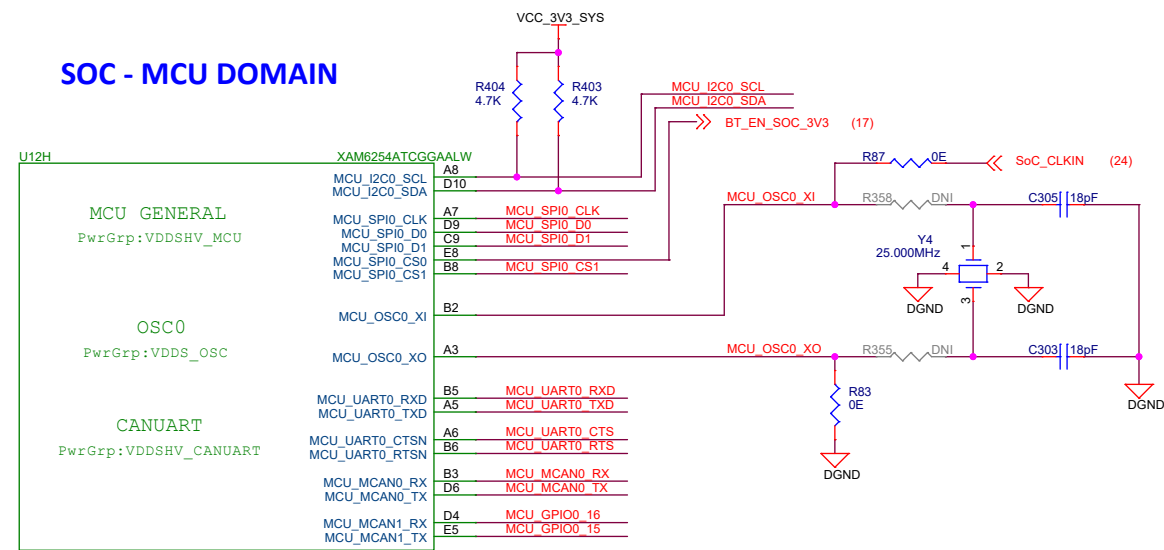 VCC_3V3_SYS
SOC - MCU DOMAIN
R404
4.7K
R403
4.7K
MCU_I2C0_SCL
MCU_I2C0_SDA
BT_EN_SOC_3V3 (17)
U12H
XAM6254ATCGGAALW
MCU GENERAL
PwrGrp:VDDSHV_MCU
MCU_I2C0_SCL A8
MCU_I2C0_SDA D10
MCU_SPI0_CLK A7 MCU_SPI0_CLK
MCU_SPI0_D0 D9 MCU_SPI0_D0
MCU_SPI0_D1 C9 MCU_SPI0_D1
MCU_SPI0_CS0 E8
MCU_SPI0_CS1 B8 MCU_SPI0_CS1
R87 0E SoC_CLKIN (24)
MCU_OSC0_XI R358 DNI C305 18pF
Y4
25.000MHz
1
4 2
3
DGND DGND
OSC0
PwrGrp:VDDS_OSC
MCU_OSC0_XI B2
MCU_OSC0_XO A3 MCU_OSC0_XO R355 DNI C303 18pF
R83
0E
DGND
DGND
CANUART
PwrGrp:VDDSHV_CANUART
MCU_UART0_RXD B5 MCU_UART0_RXD
MCU_UART0_TXD A5 MCU_UART0_TXD
MCU_UART0_CTSN A6 MCU_UART0_CTS
MCU_UART0_RTSN B6 MCU_UART0_RTS
MCU_MCAN0_RX B3 MCU_MCAN0_RX
MCU_MCAN0_TX D6 MCU_MCAN0_TX
MCU_MCAN1_RX D4 MCU_GPIO0_16
MCU_MCAN1_TX E5 MCU_GPIO0_15